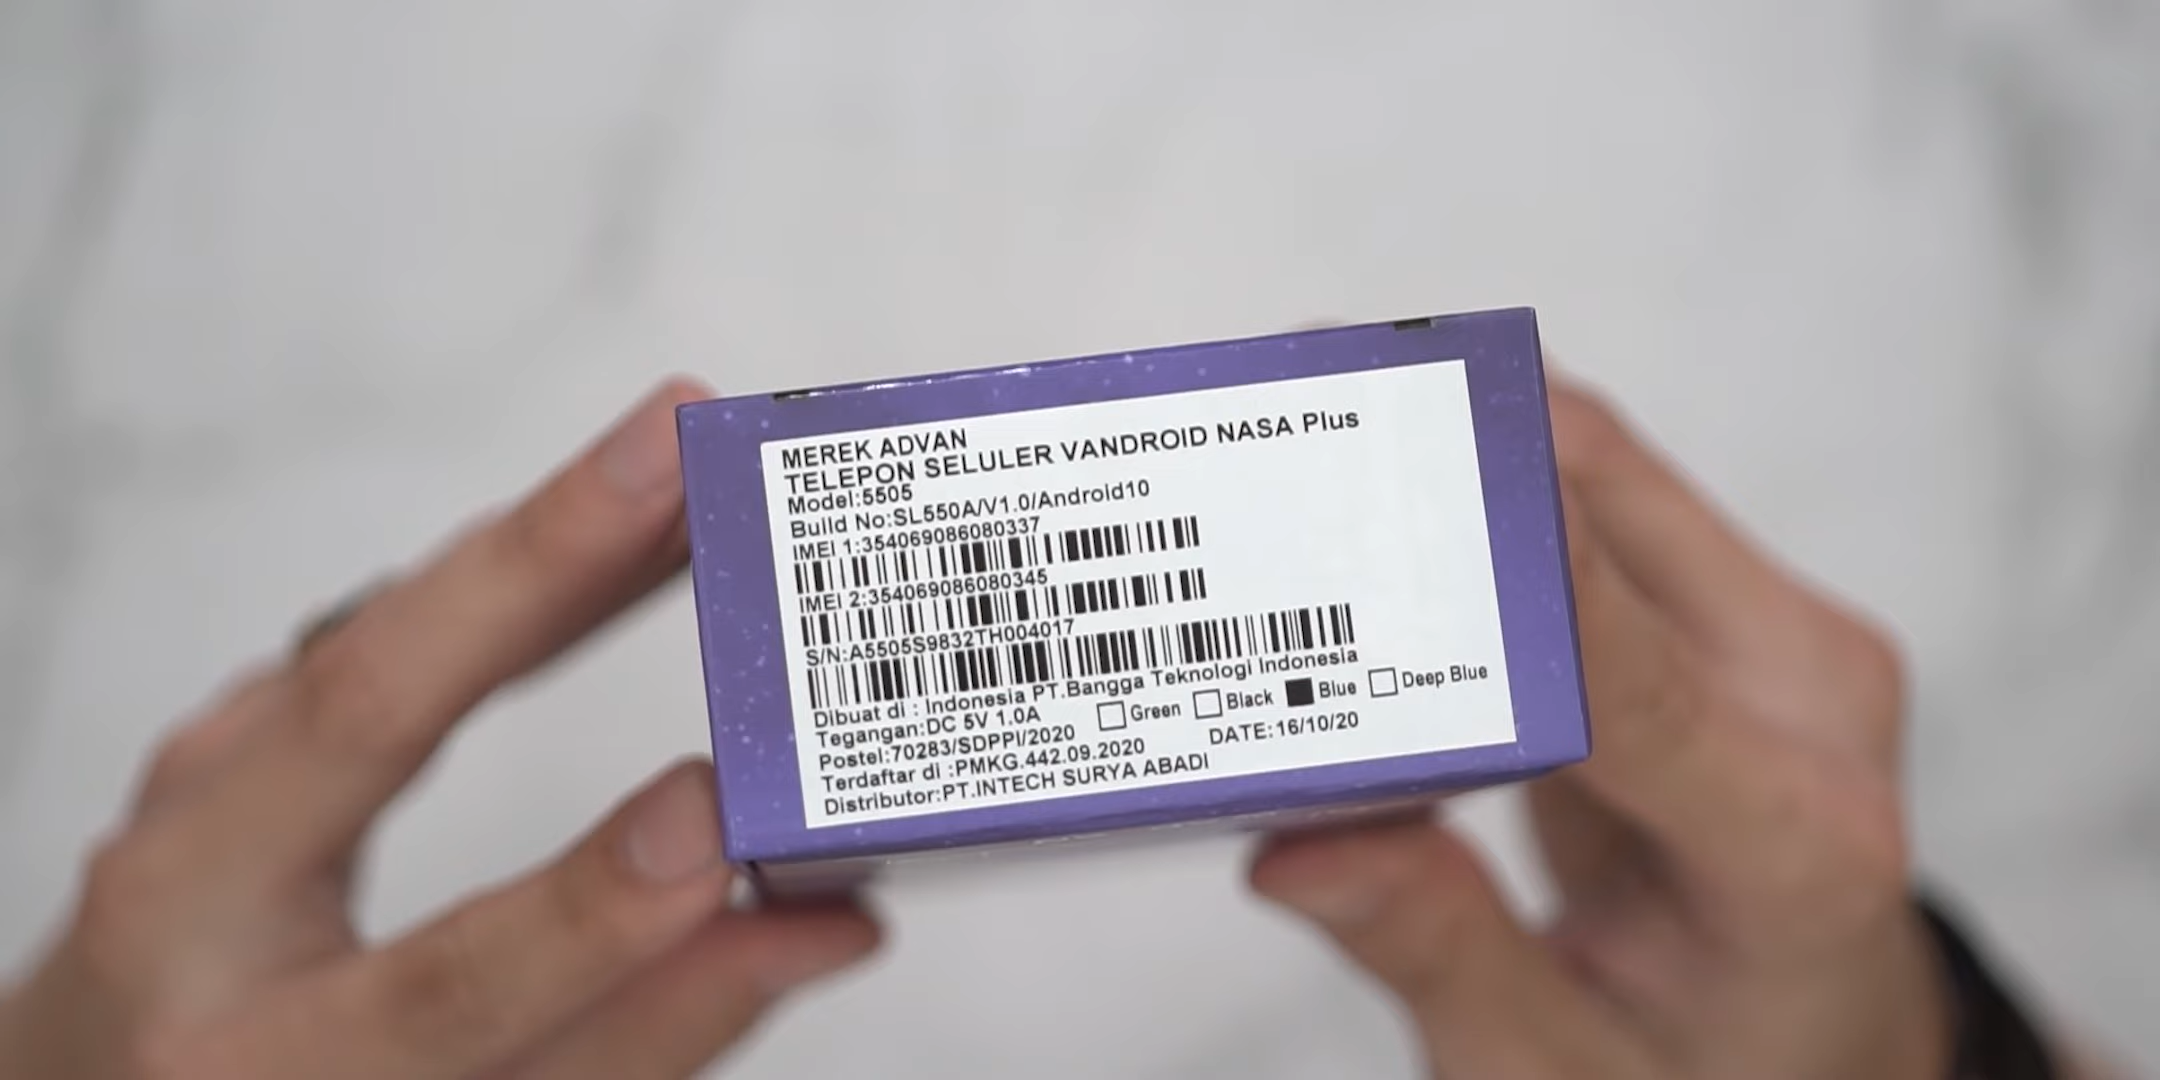 MEREK ADVAN
TELEPON SELULER VANDROID NASA Plus
Model:5505
Build No:SL550A/V1.0/Android10
IMEI 1:354069086080337
IMEI 2:354069086080345
S/N:A5505S9832TH004017
Dibuat di : Indonesia PT.Bangga Teknologi Indonesia
Tegangan:DC 5V 1.0A Green Black Blue Deep Blue
Postel:70283/SDPPI/2020
Terdaftar di :PMKG.442.09.2020 DATE:16/10/20
Distributor:PT.INTECH SURYA ABADI